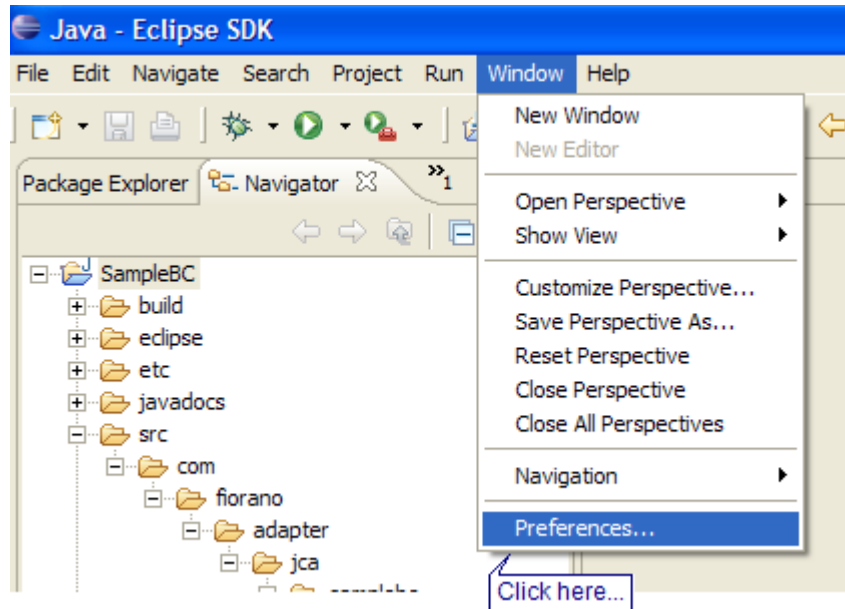 Java - Eclipse SDK
File Edit Navigate Search Project Run Window Help
New Window
New Editor
Open Perspective
Show View
Customize Perspective...
Save Perspective As...
Reset Perspective
Close Perspective
Close All Perspectives
Navigation
Preferences...
Click here...
Package Explorer Navigator »1
SampleBC
build
eclipse
etc
javadocs
src
com
fiorano
adapter
jca